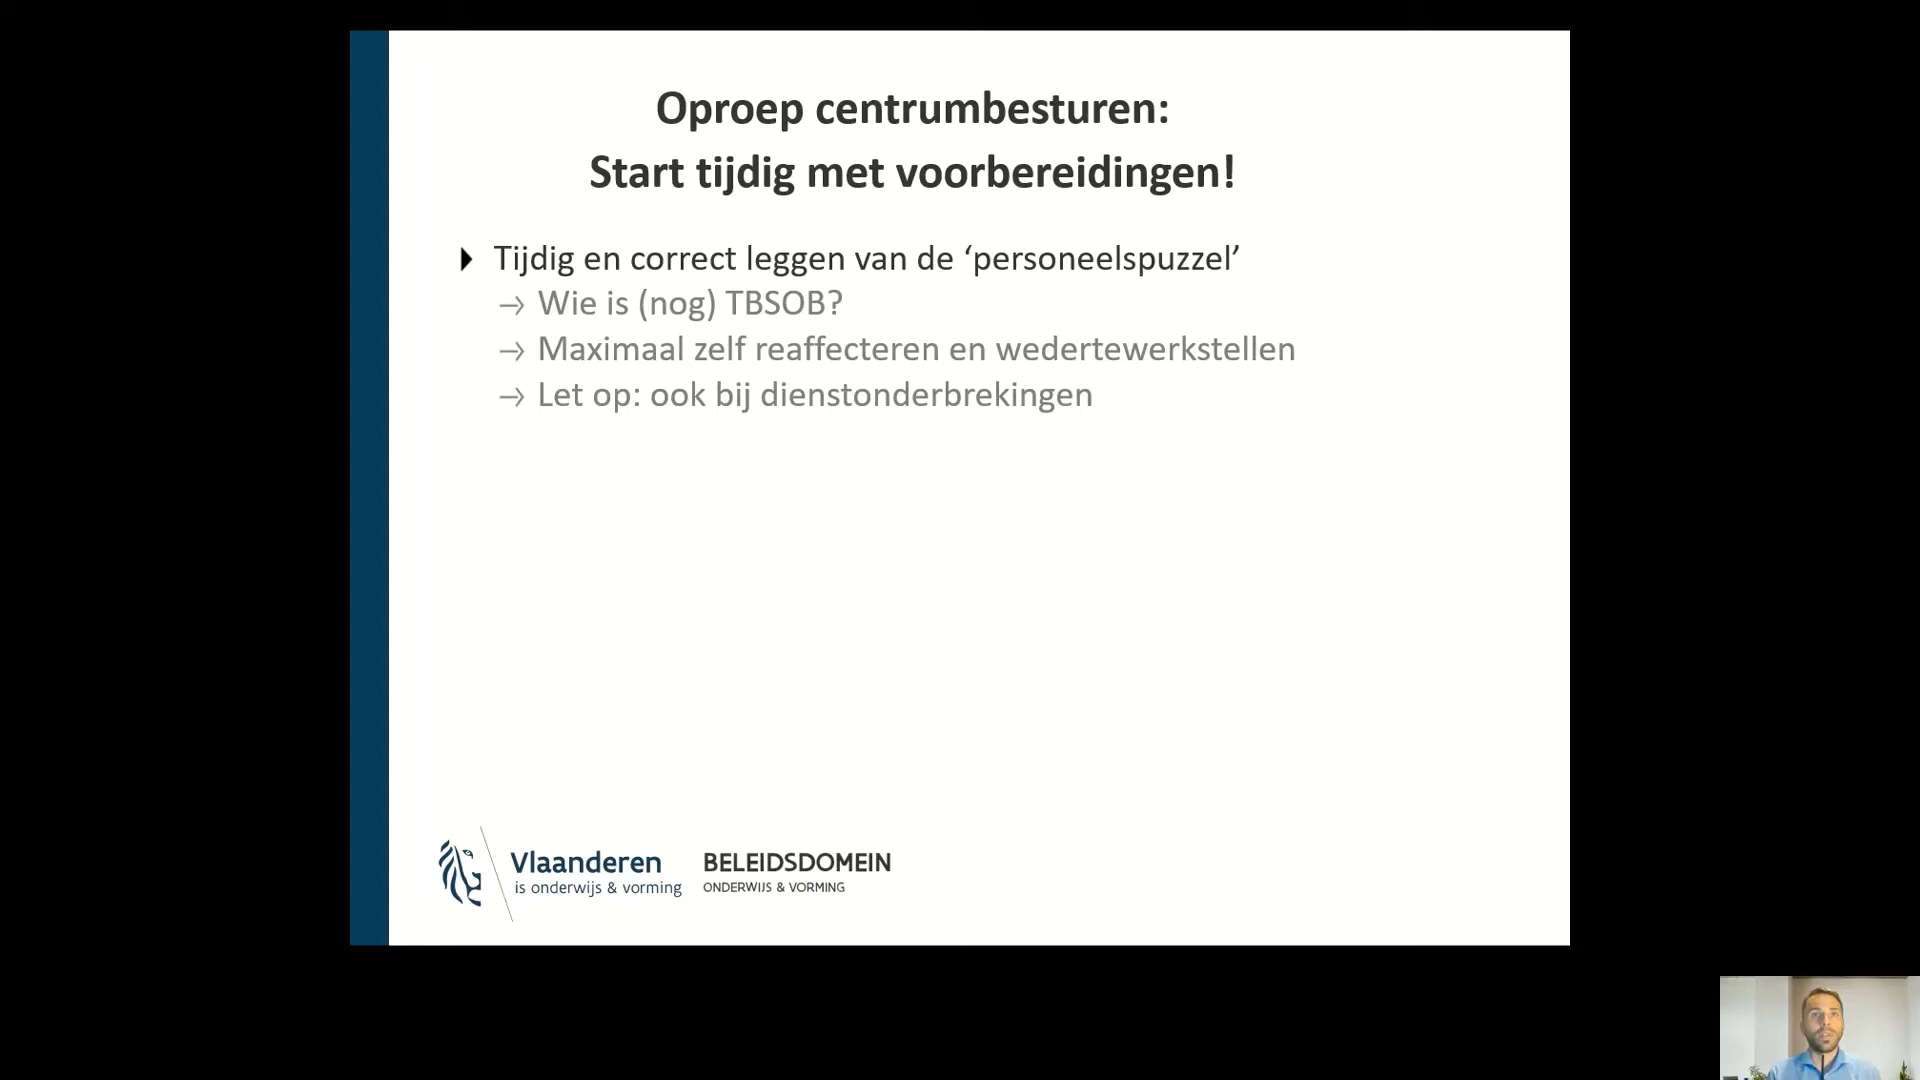 Oproep centrumbesturen:
Start tijdig met voorbereidingen!
Tijdig en correct leggen van de ‘personeelspuzzel’
→ Wie is (nog) TBSOB?
→ Maximaal zelf reaffecteren en wedertewerkstellen
→ Let op: ook bij dienstonderbrekingen
Vlaanderen
is onderwijs & vorming
BELEIDSDOMEIN
ONDERWIJS & VORMING